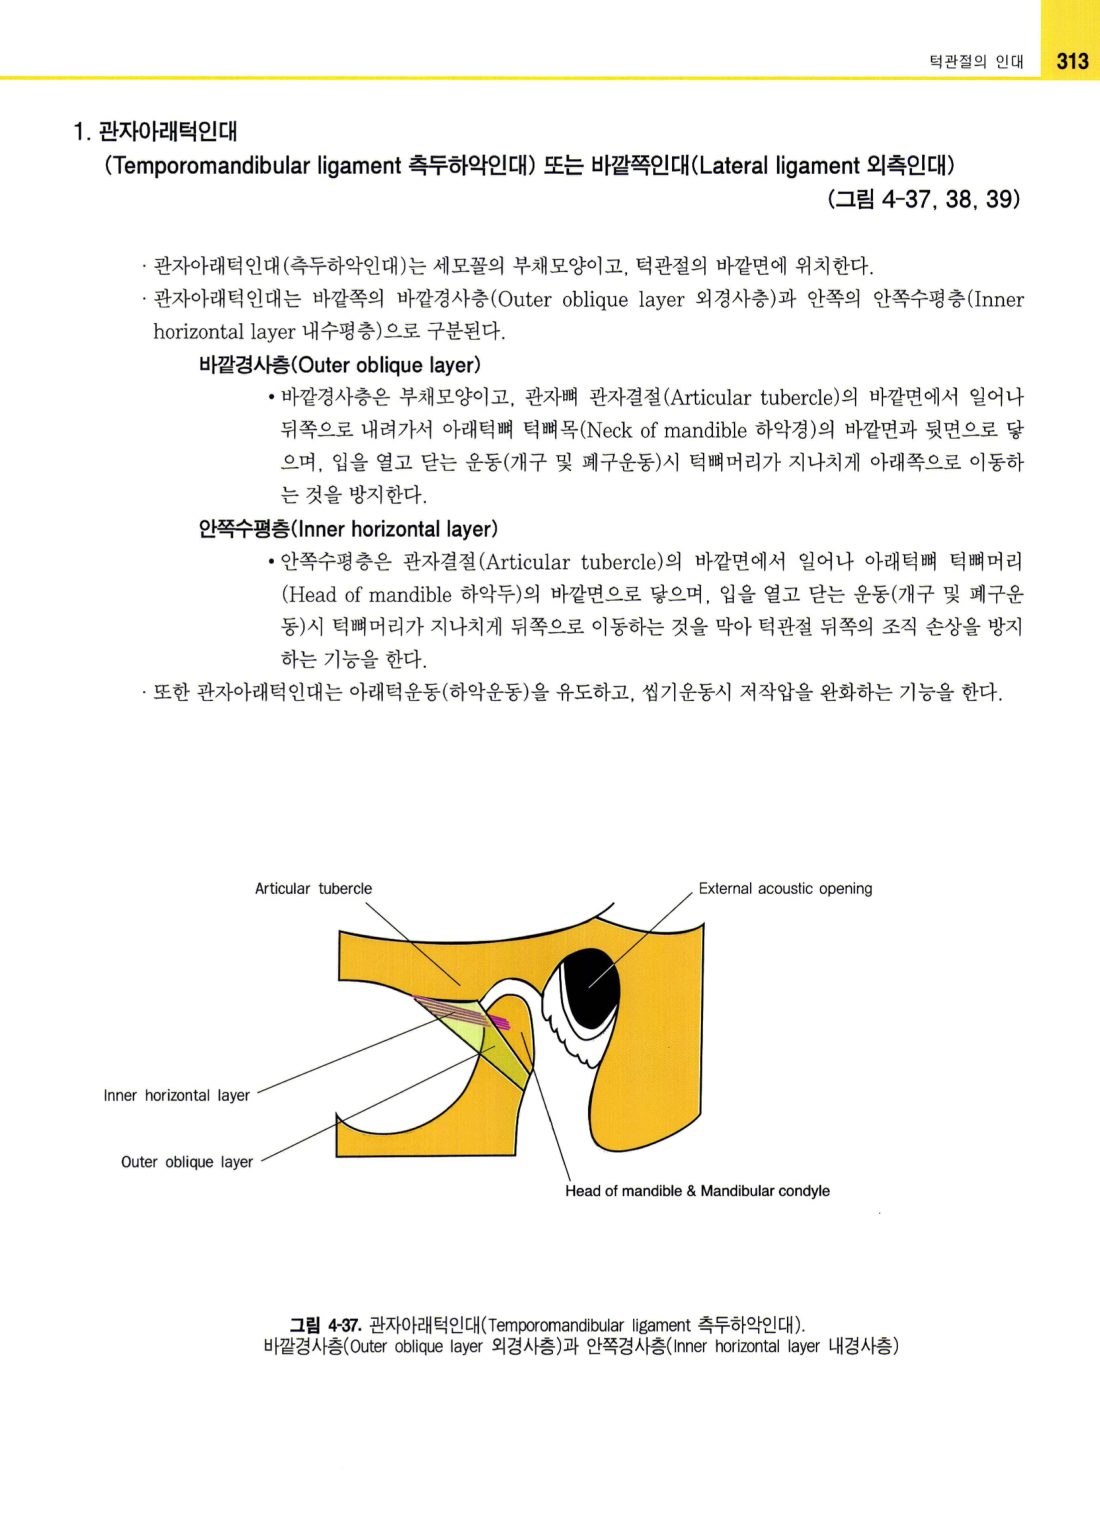 턱관절의 인대 313
1. 관자아래턱인대
(Temporomandibular ligament 측두하악인대) 또는 바깥쪽인대(Lateral ligament 외측인대)
(그림 4-37, 38, 39)
· 관자아래턱인대(측두하악인대)는 세모꼴의 부채모양이고, 턱관절의 바깥면에 위치한다.
· 관자아래턱인대는 바깥쪽의 바깥경사층(Outer oblique layer 외경사층)과 안쪽의 안쪽수평층(Inner
horizontal layer 내수평층)으로 구분된다.
바깥경사층(Outer oblique layer)
• 바깥경사층은 부채모양이고, 관자뼈 관자결절(Articular tubercle)의 바깥면에서 일어나
뒤쪽으로 내려가서 아래턱뼈 턱뼈목(Neck of mandible 하악경)의 바깥면과 뒷면으로 닿
으며, 입을 열고 닫는 운동(개구 및 폐구운동)시 턱뼈머리가 지나치게 아래쪽으로 이동하
는 것을 방지한다.
안쪽수평층(Inner horizontal layer)
• 안쪽수평층은 관자결절(Articular tubercle)의 바깥면에서 일어나 아래턱뼈 턱뼈머리
(Head of mandible 하악두)의 바깥면으로 닿으며, 입을 열고 닫는 운동(개구 및 폐구운
동)시 턱뼈머리가 지나치게 뒤쪽으로 이동하는 것을 막아 턱관절 뒤쪽의 조직 손상을 방지
하는 기능을 한다.
· 또한 관자아래턱인대는 아래턱운동(하악운동)을 유도하고, 씹기운동시 저작압을 완화하는 기능을 한다.
Articular tubercle
External acoustic opening
Inner horizontal layer
Outer oblique layer
Head of mandible & Mandibular condyle
그림 4-37. 관자아래턱인대(Temporomandibular ligament 측두하악인대).
바깥경사층(Outer oblique layer 외경사층)과 안쪽경사층(Inner horizontal layer 내경사층)